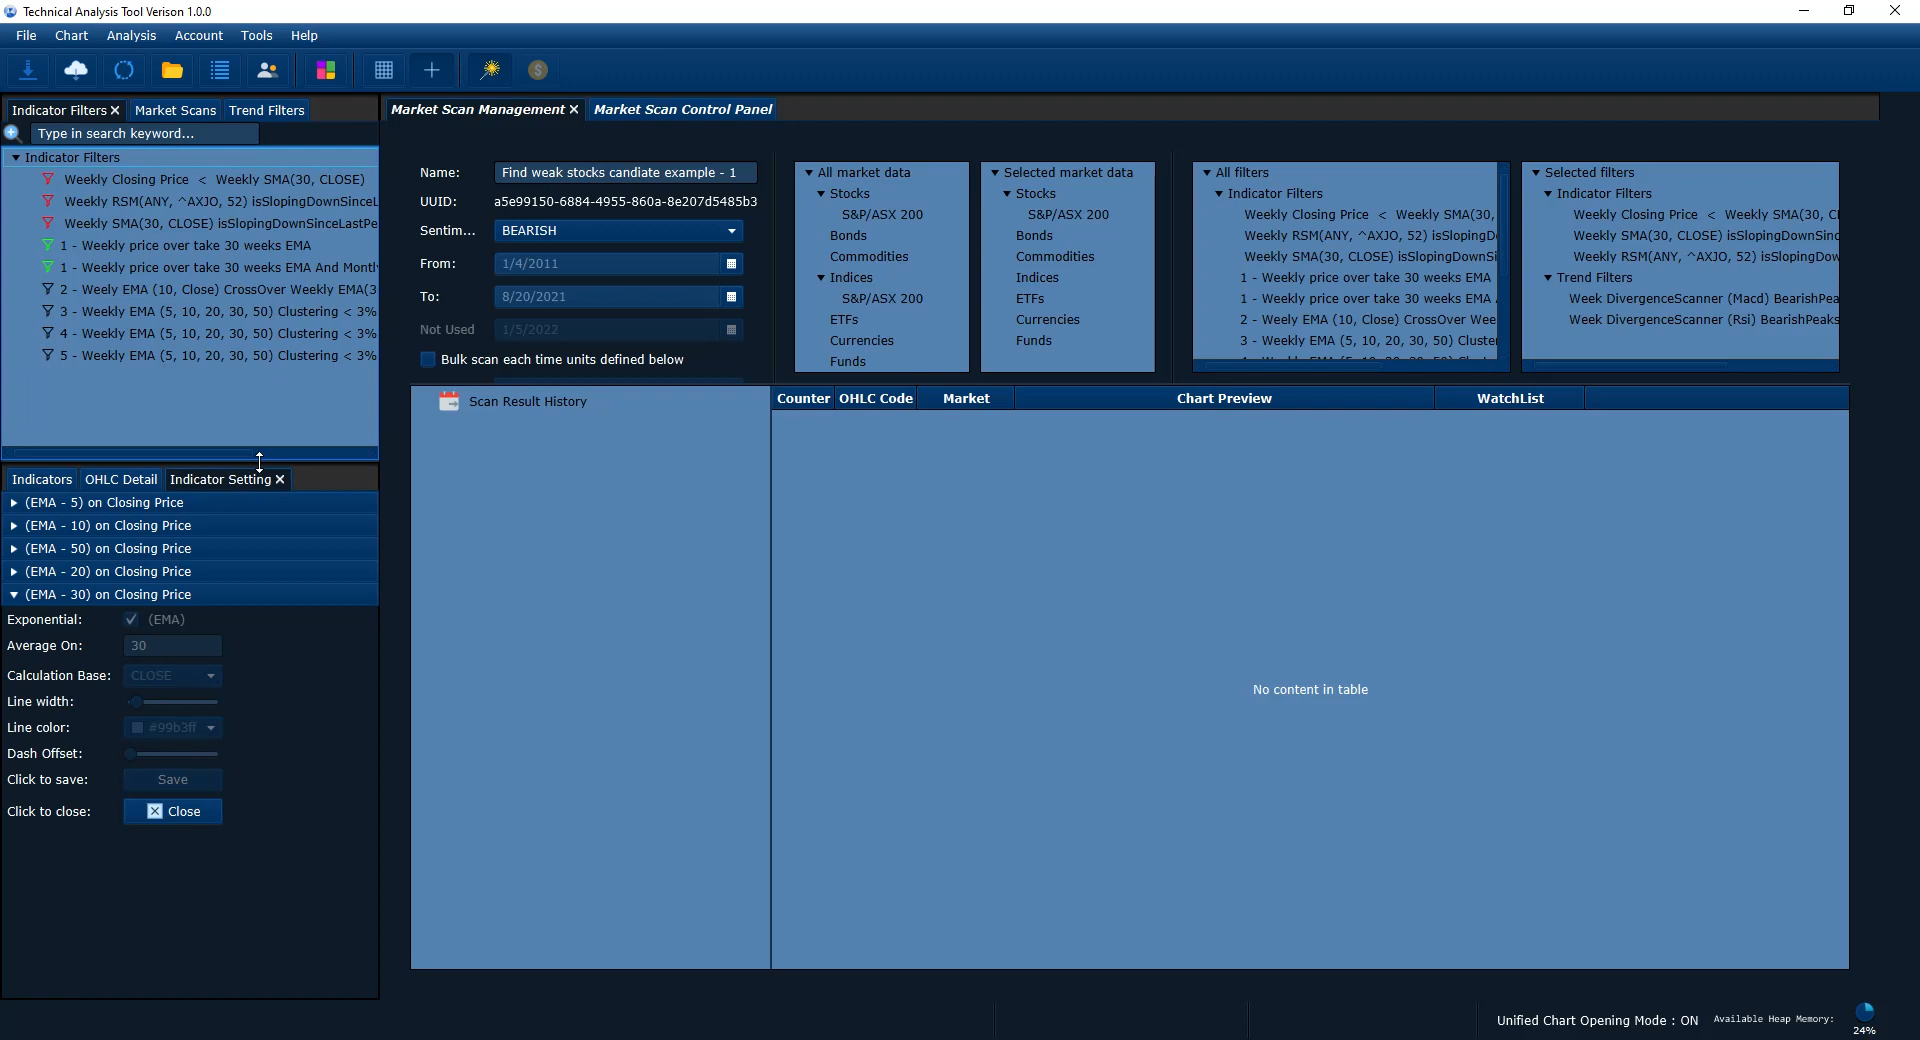 Technical Analysis Tool Verison 1.0.0
File Chart Analysis Account Tools Help
Indicator Filters Market Scans Trend Filters
Type in search keyword...
Indicator Filters
Weekly Closing Price < Weekly SMA(30, CLOSE)
Weekly RSM(ANY, ^AXJO, 52) isSlopingDownSinceL
Weekly SMA(30, CLOSE) isSlopingDownSinceLastPe
1 - Weekly price over take 30 weeks EMA
1 - Weekly price over take 30 weeks EMA And Montl
2 - Weely EMA (10, Close) CrossOver Weekly EMA(3
3 - Weekly EMA (5, 10, 20, 30, 50) Clustering < 3%
4 - Weekly EMA (5, 10, 20, 30, 50) Clustering < 3%
5 - Weekly EMA (5, 10, 20, 30, 50) Clustering < 3%
Indicators OHLC Detail Indicator Setting
(EMA - 5) on Closing Price
(EMA - 10) on Closing Price
(EMA - 50) on Closing Price
(EMA - 20) on Closing Price
(EMA - 30) on Closing Price
Exponential: (EMA)
Average On: 30
Calculation Base: CLOSE
Line width:
Line color: #99b3ff
Dash Offset:
Click to save: Save
Click to close: Close
Market Scan Management Market Scan Control Panel
Name: Find weak stocks candiate example - 1
UUID: a5e99150-6884-4955-860a-8e207d5485b3
Sentim... BEARISH
From: 1/4/2011
To: 8/20/2021
Not Used 1/5/2022
Bulk scan each time units defined below
All market data
Stocks
S&P/ASX 200
Bonds
Commodities
Indices
S&P/ASX 200
ETFs
Currencies
Funds
Selected market data
Stocks
S&P/ASX 200
Bonds
Commodities
Indices
ETFs
Currencies
Funds
All filters
Indicator Filters
Weekly Closing Price < Weekly SMA(30,
Weekly RSM(ANY, ^AXJO, 52) isSlopingD
Weekly SMA(30, CLOSE) isSlopingDownSi
1 - Weekly price over take 30 weeks EMA
1 - Weekly price over take 30 weeks EMA
2 - Weely EMA (10, Close) CrossOver Wee
3 - Weekly EMA (5, 10, 20, 30, 50) Cluste
Selected filters
Indicator Filters
Weekly Closing Price < Weekly SMA(30, Cl
Weekly SMA(30, CLOSE) isSlopingDownSinc
Weekly RSM(ANY, ^AXJO, 52) isSlopingDow
Trend Filters
Week DivergenceScanner (Macd) BearishPea
Week DivergenceScanner (Rsi) BearishPeaks
Scan Result History
Counter OHLC Code Market Chart Preview WatchList
No content in table
Unified Chart Opening Mode : ON Available Heap Memory:
24%